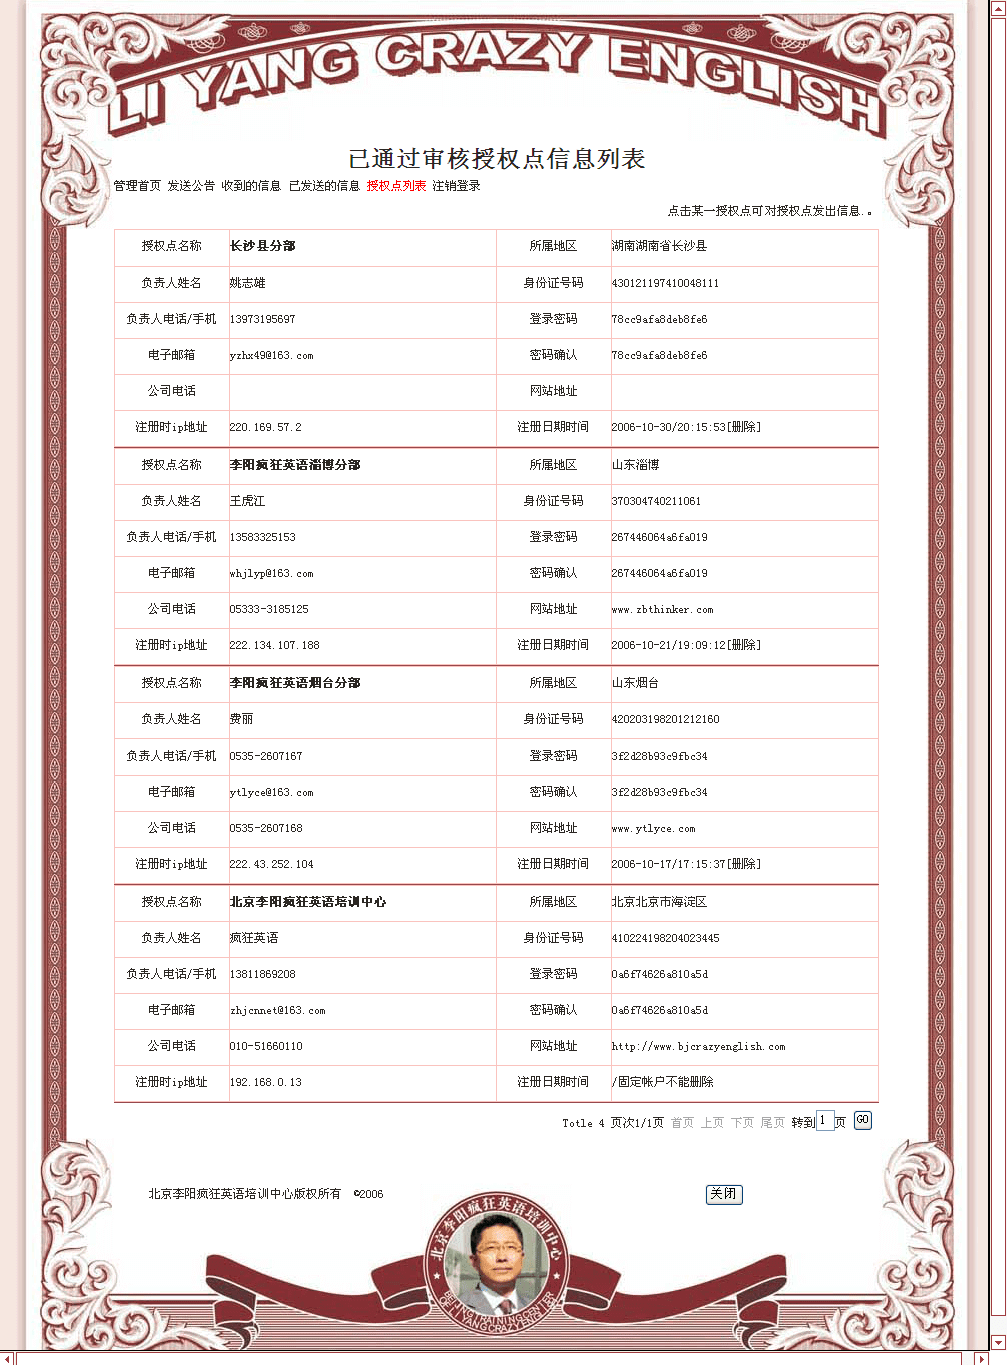 LI YANG CRAZY ENGLISH
已通过审核授权点信息列表
管理首页 发送公告 收到的信息 已发送的信息 授权点列表 注销登录
点击某一授权点可对授权点发出信息.。
授权点名称 长沙县分部 所属地区 湖南湖南省长沙县
负责人姓名 姚志雄 身份证号码 430121197410048111
负责人电话/手机 13973195697 登录密码 78cc9afa8deb8fe6
电子邮箱 yzhx49@163.com 密码确认 78cc9afa8deb8fe6
公司电话 网站地址
注册时ip地址 220.169.57.2 注册日期时间 2006-10-30/20:15:53[删除]
授权点名称 李阳疯狂英语淄博分部 所属地区 山东淄博
负责人姓名 王虎江 身份证号码 370304740211061
负责人电话/手机 13583325153 登录密码 267446064a6fa019
电子邮箱 whjlyp@163.com 密码确认 267446064a6fa019
公司电话 05333-3185125 网站地址 www.zbthinker.com
注册时ip地址 222.134.107.188 注册日期时间 2006-10-21/19:09:12[删除]
授权点名称 李阳疯狂英语烟台分部 所属地区 山东烟台
负责人姓名 费丽 身份证号码 420203198201212160
负责人电话/手机 0535-2607167 登录密码 3f2d28b93c9fbc34
电子邮箱 ytlyce@163.com 密码确认 3f2d28b93c9fbc34
公司电话 0535-2607168 网站地址 www.ytlyce.com
注册时ip地址 222.43.252.104 注册日期时间 2006-10-17/17:15:37[删除]
授权点名称 北京李阳疯狂英语培训中心 所属地区 北京北京市海淀区
负责人姓名 疯狂英语 身份证号码 410224198204023445
负责人电话/手机 13811869208 登录密码 0a6f74626a810a5d
电子邮箱 zhjcnnet@163.com 密码确认 0a6f74626a810a5d
公司电话 010-51660110 网站地址 http://www.bjcrazyenglish.com
注册时ip地址 192.168.0.13 注册日期时间 /固定帐户不能删除
Totle 4 页次1/1页 首页 上页 下页 尾页 转到 1 页 GO
北京李阳疯狂英语培训中心版权所有 ©2006 关闭
北京李阳疯狂英语培训中心
BEIJING TRAINING CENTER
OF LI YANG CRAZY ENGLISH